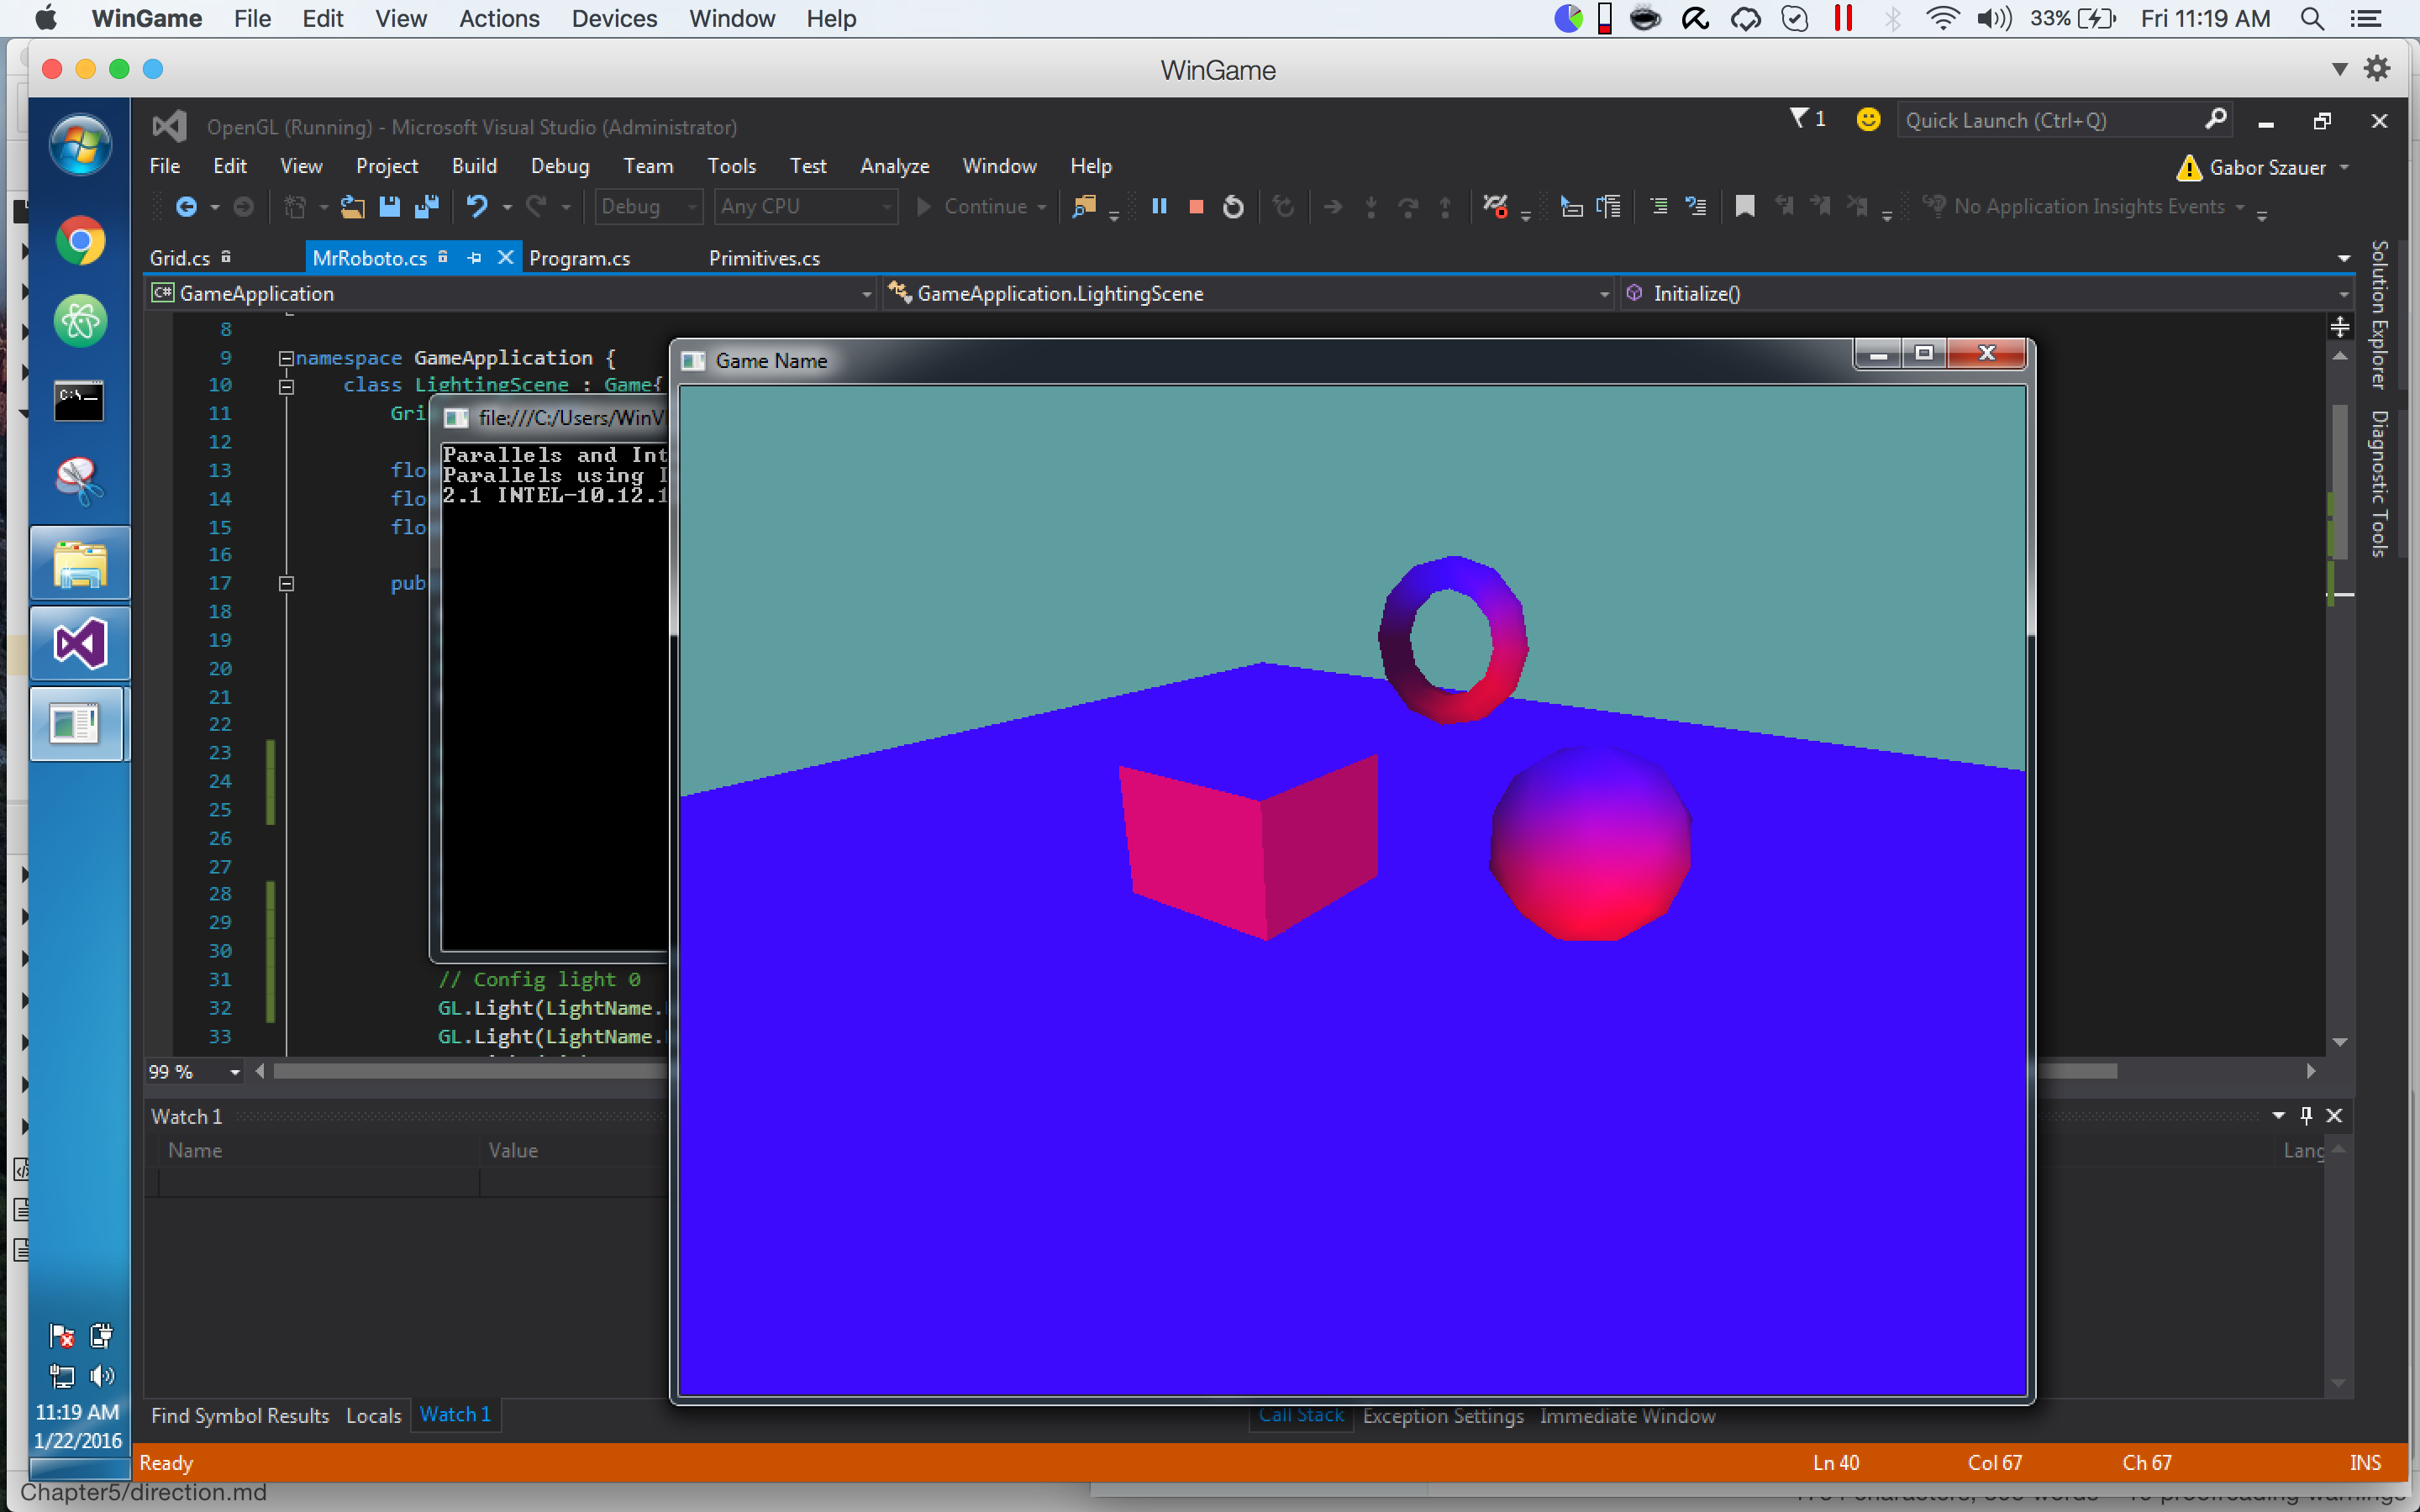 WinGame File Edit View Actions Devices Window Help 33% Fri 11:19 AM
WinGame
OpenGL (Running) - Microsoft Visual Studio (Administrator) 1 Quick Launch (Ctrl+Q)
File Edit View Project Build Debug Team Tools Test Analyze Window Help Gabor Szauer
Debug Any CPU Continue No Application Insights Events
Grid.cs MrRoboto.cs Program.cs Primitives.cs
C# GameApplication GameApplication.LightingScene Initialize()
Solution Explorer
Diagnostic Tools
8
9 namespace GameApplication {
10 class LightingScene : Game{
11 Gri
12
13 flo
14 flo
15 flo
16
17 pub
18
19
20
21
22
23
24
25
26
27
28
29
30
31 // Config light 0
32 GL.Light(LightName.
33 GL.Light(LightName.
file:///C:/Users/WinV
Parallels and Int
Parallels using I
2.1 INTEL-10.12.1
Game Name
99 %
Watch 1
Name Value Lang
Find Symbol Results Locals Watch 1 Call Stack Exception Settings Immediate Window
11:19 AM
1/22/2016
Ready Ln 40 Col 67 Ch 67 INS
Chapter5/direction.md